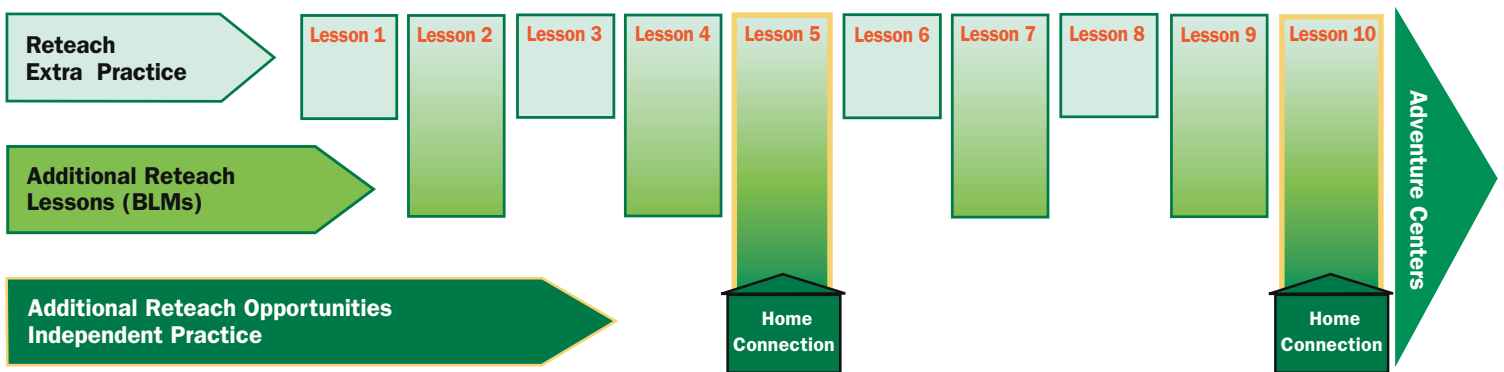 Reteach
Extra Practice
Lesson 1
Lesson 2
Lesson 3
Lesson 4
Lesson 5
Lesson 6
Lesson 7
Lesson 8
Lesson 9
Lesson 10
Additional Reteach
Lessons (BLMs)
Additional Reteach Opportunities
Independent Practice
Home
Connection
Home
Connection
Adventure Centers